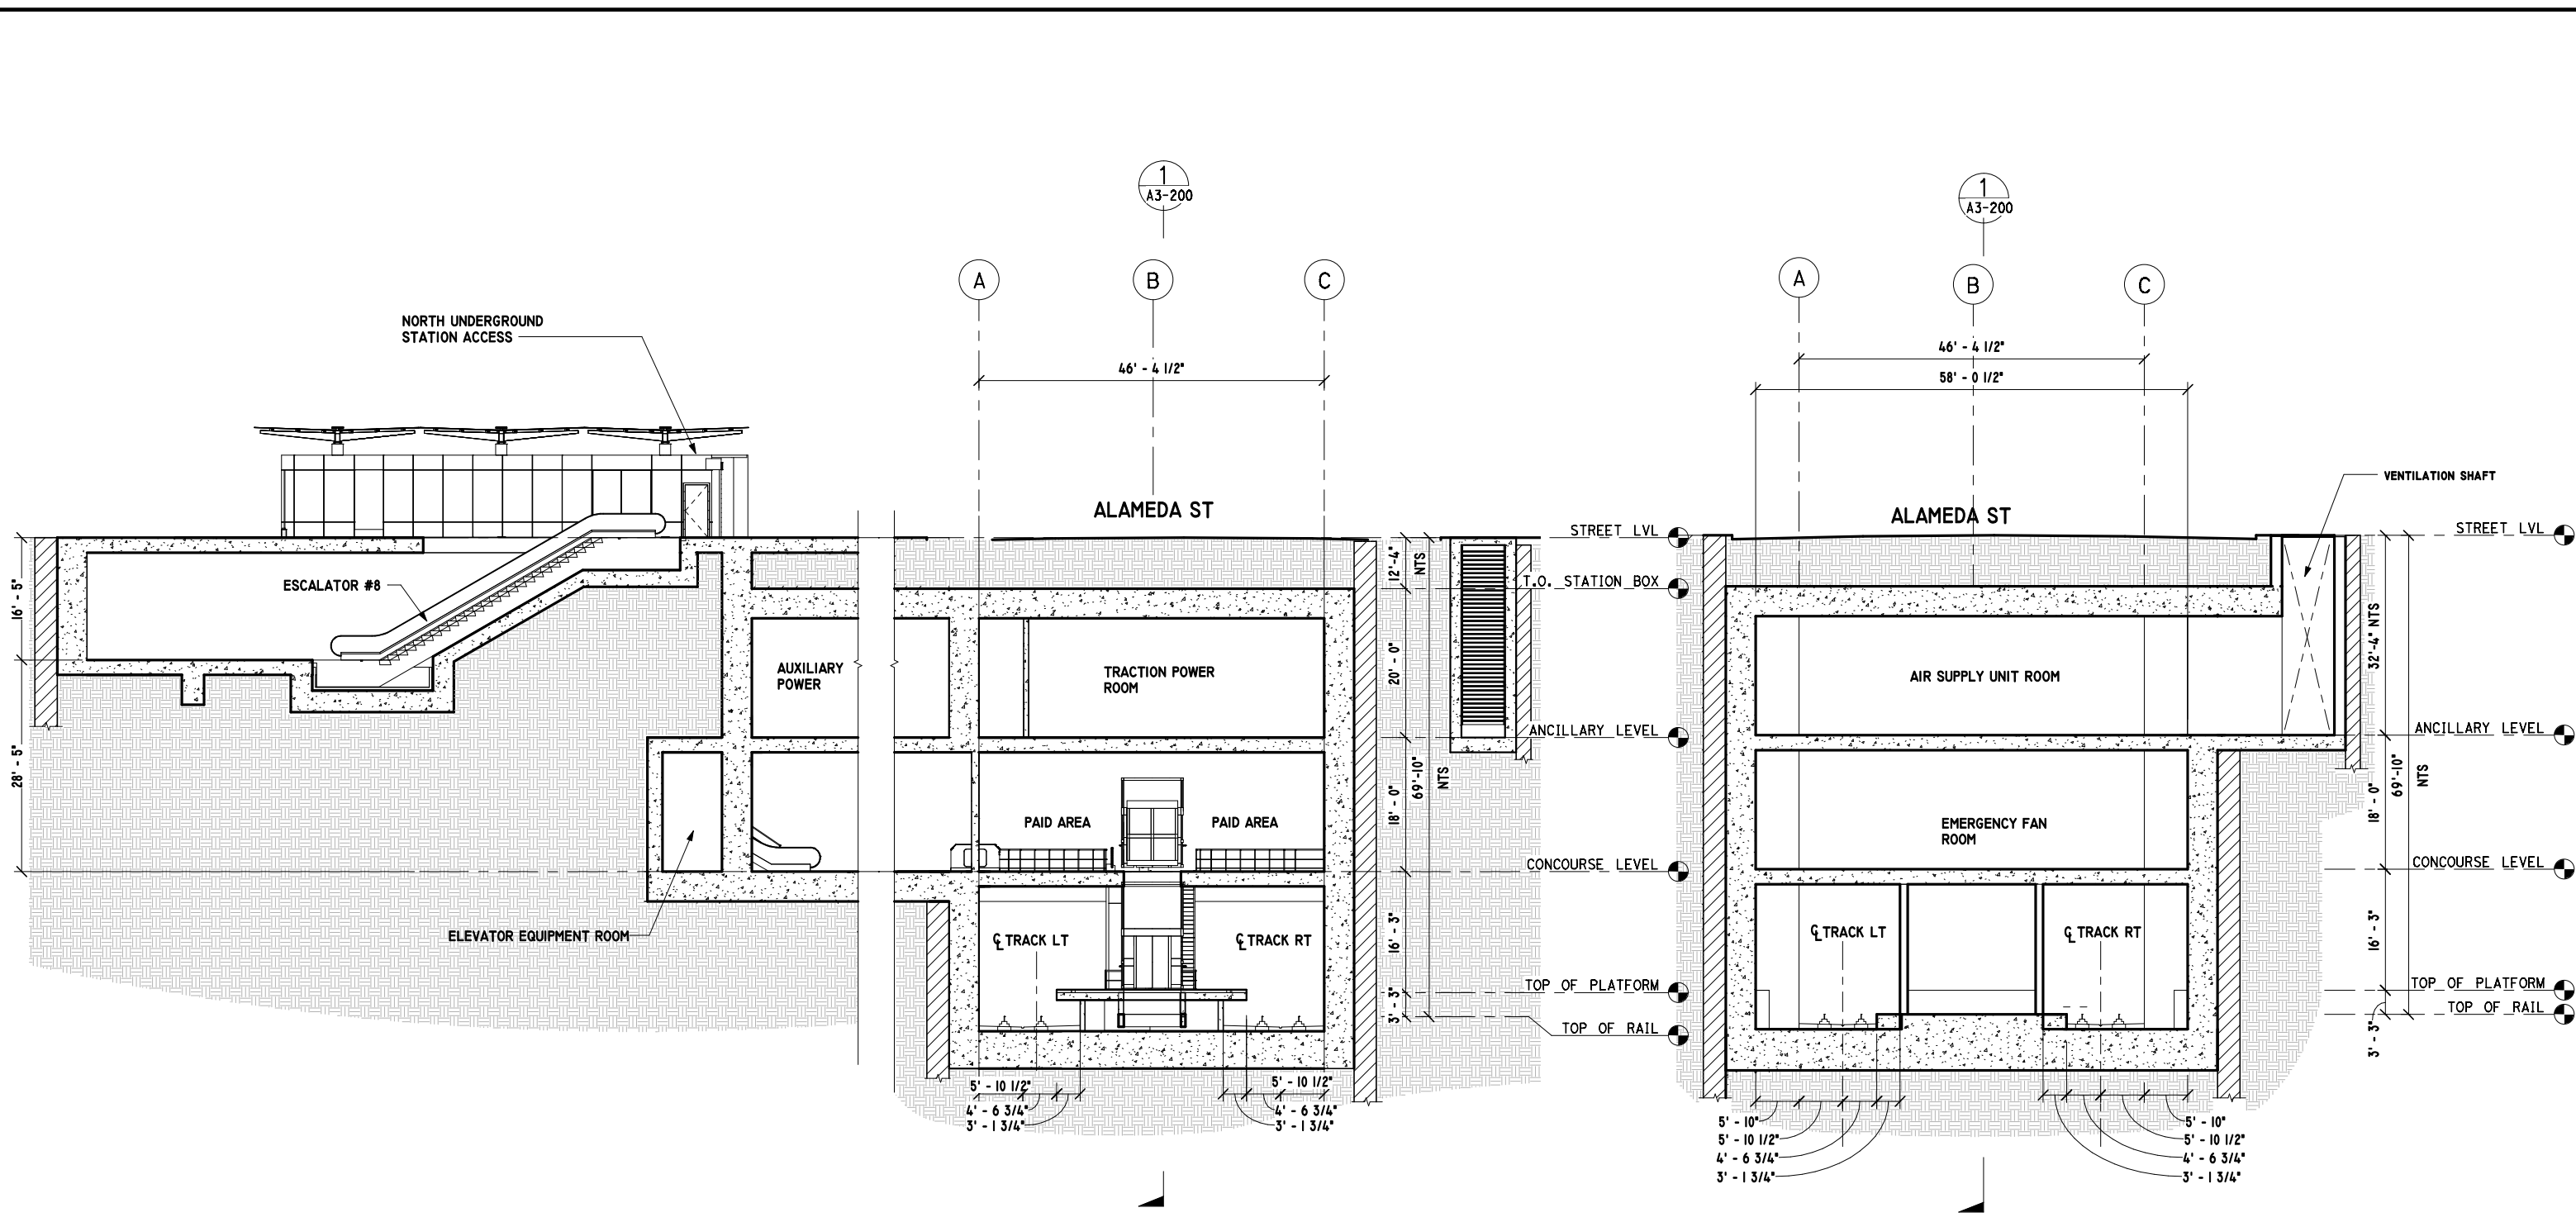 1
A3-200
1
A3-200
A
B
C
A
B
C
NORTH UNDERGROUND
STATION ACCESS
46' - 4 1/2"
46' - 4 1/2"
58' - 0 1/2"
VENTILATION SHAFT
ALAMEDA ST
ALAMEDA ST
STREET LVL
STREET LVL
16' - 5"
ESCALATOR #8
12'-4"
NTS
T.O. STATION BOX
32'-4" NTS
AUXILIARY
POWER
TRACTION POWER
ROOM
20' - 0"
AIR SUPPLY UNIT ROOM
ANCILLARY LEVEL
ANCILLARY LEVEL
28' - 5"
69'-10"
NTS
69'-10"
NTS
18' - 0"
18' - 0"
PAID AREA
PAID AREA
EMERGENCY FAN
ROOM
CONCOURSE LEVEL
CONCOURSE LEVEL
ELEVATOR EQUIPMENT ROOM
℄ TRACK LT
℄ TRACK RT
16' - 3"
℄ TRACK LT
℄ TRACK RT
16' - 3"
TOP OF PLATFORM
TOP OF PLATFORM
3' - 3"
TOP OF RAIL
TOP OF RAIL
3' - 3"
5' - 10 1/2"
4' - 6 3/4"
3' - 1 3/4"
5' - 10 1/2"
4' - 6 3/4"
3' - 1 3/4"
5' - 10"
5' - 10 1/2"
4' - 6 3/4"
3' - 1 3/4"
5' - 10"
5' - 10 1/2"
4' - 6 3/4"
3' - 1 3/4"